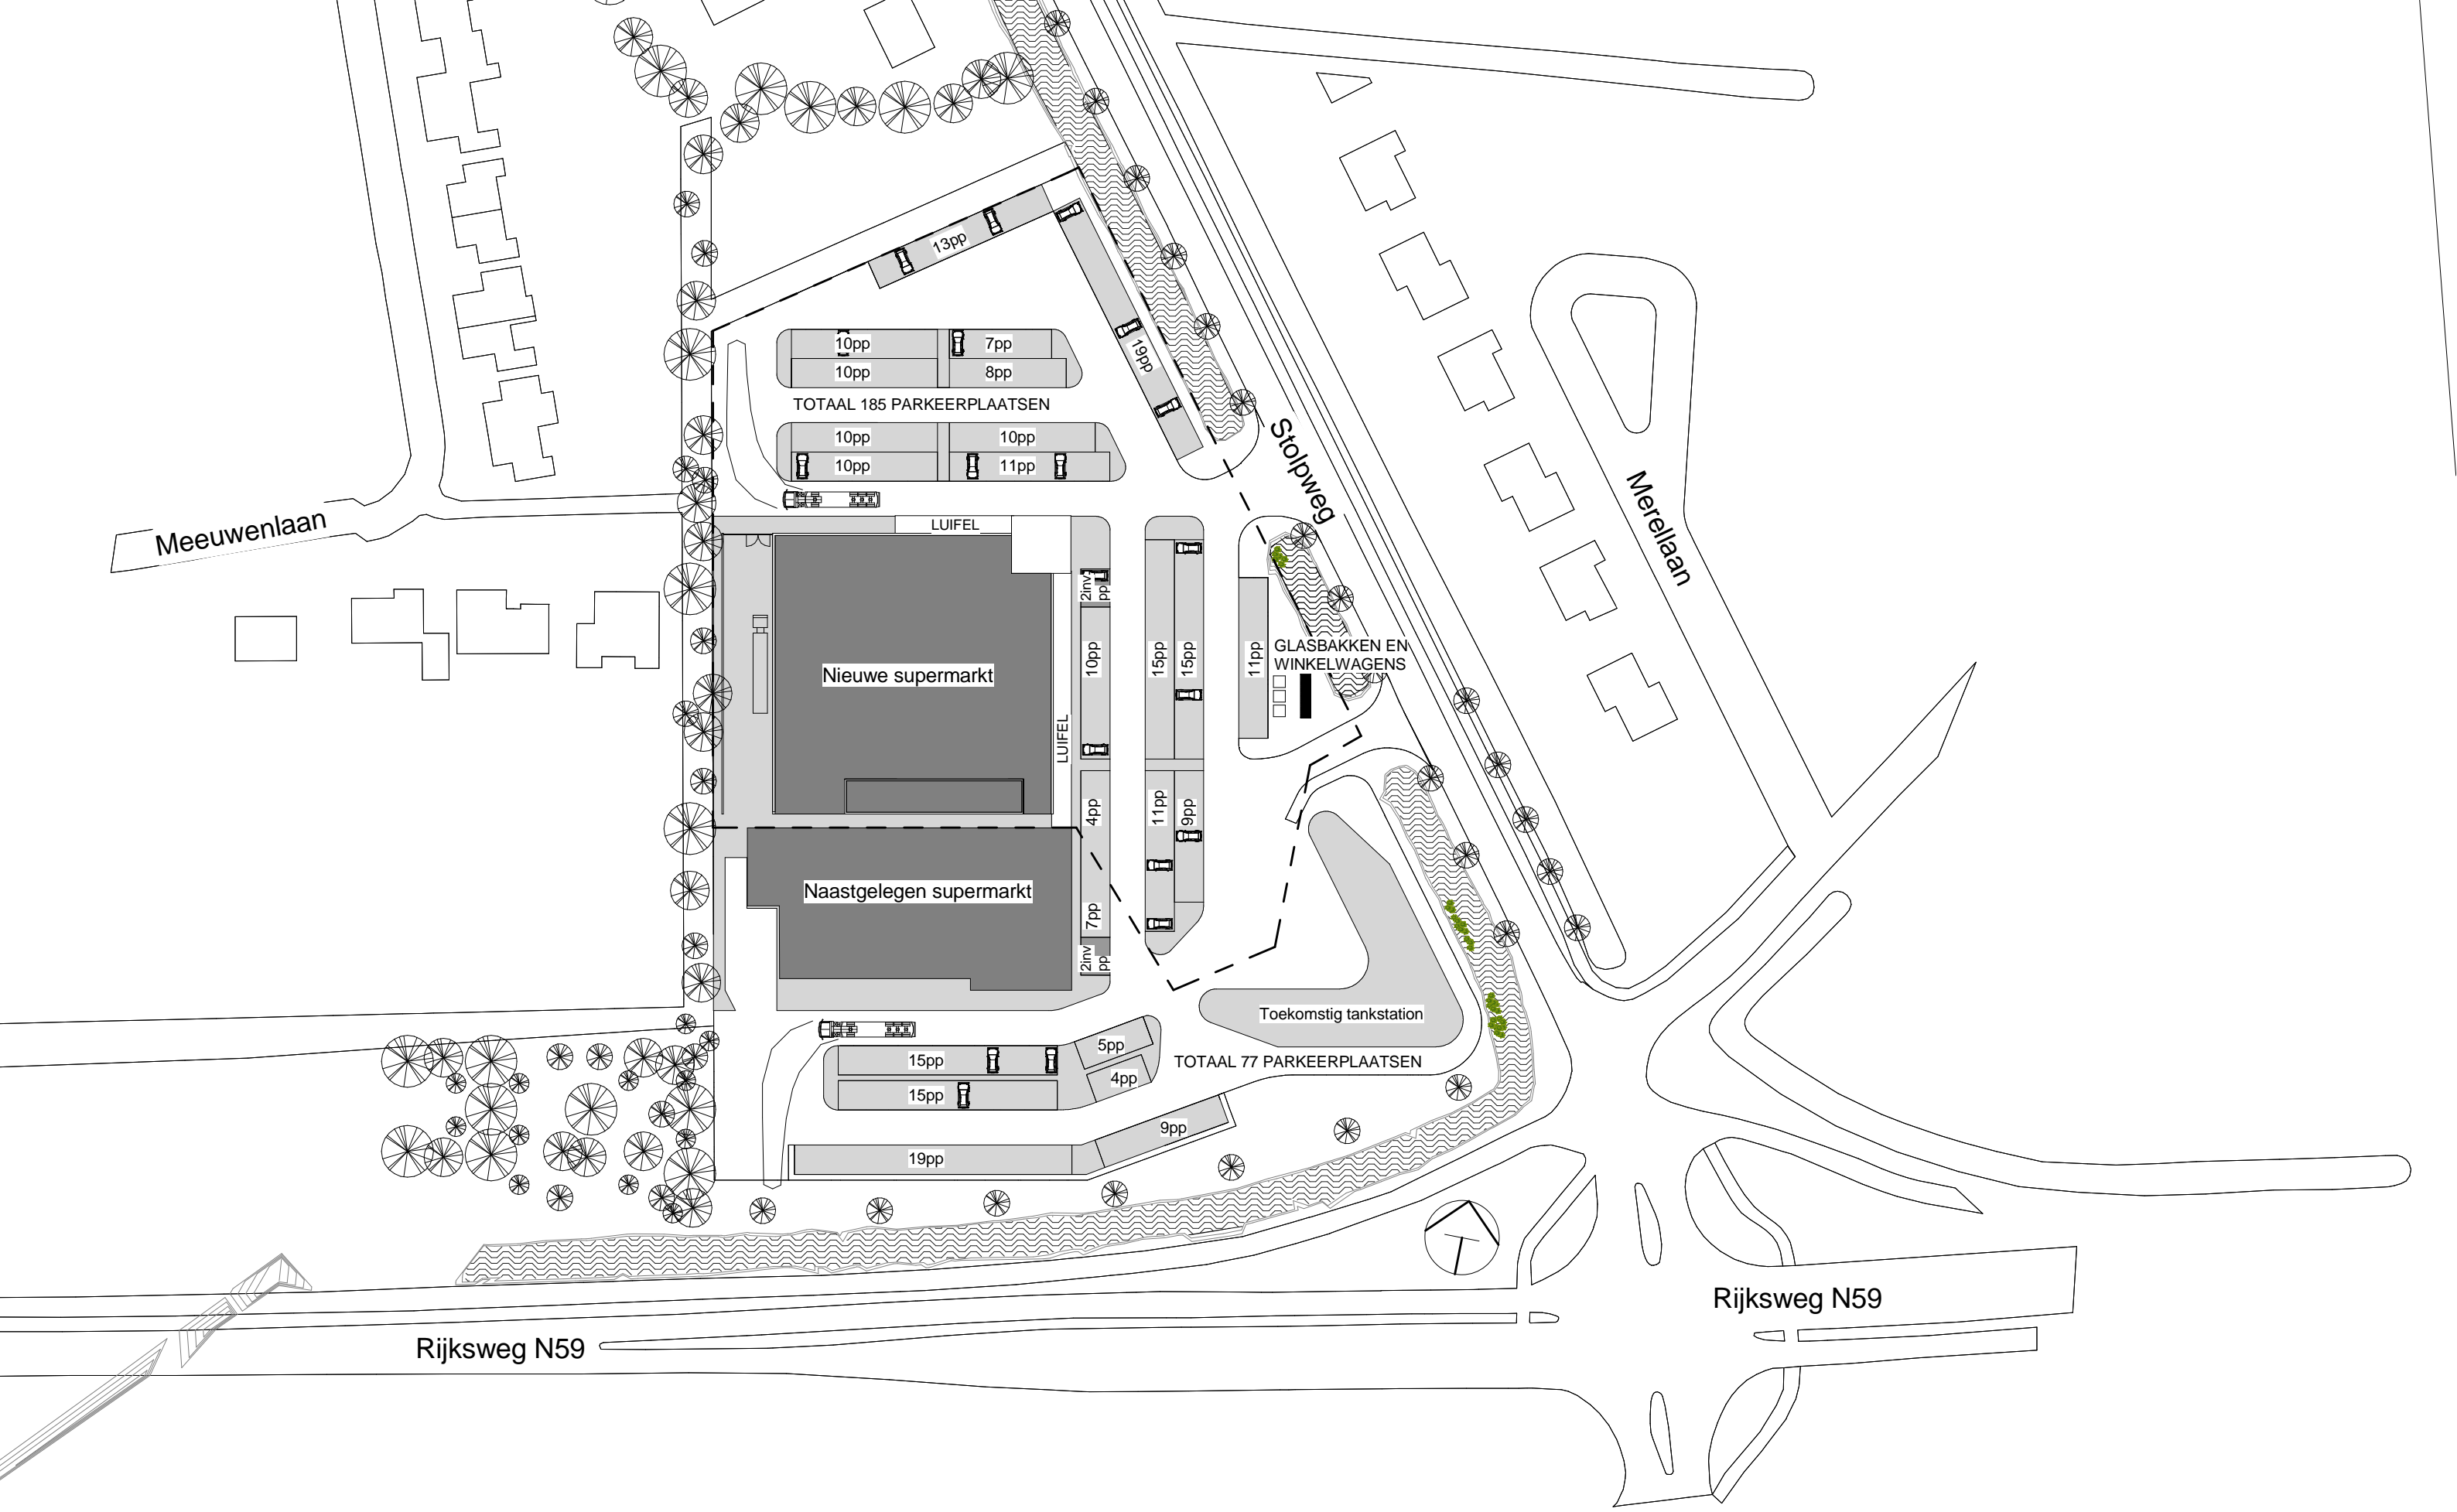 13pp
10pp
7pp
10pp
8pp
19pp
TOTAAL 185 PARKEERPLAATSEN
10pp
10pp
10pp
11pp
Stolpweg
Merellaan
Meeuwenlaan
LUIFEL
2inv
pp
10pp
15pp
15pp
11pp
GLASBAKKEN EN
WINKELWAGENS
Nieuwe supermarkt
LUIFEL
4pp
11pp
9pp
Naastgelegen supermarkt
7pp
2inv
pp
Toekomstig tankstation
5pp
15pp
4pp
15pp
TOTAAL 77 PARKEERPLAATSEN
9pp
19pp
Rijksweg N59
Rijksweg N59